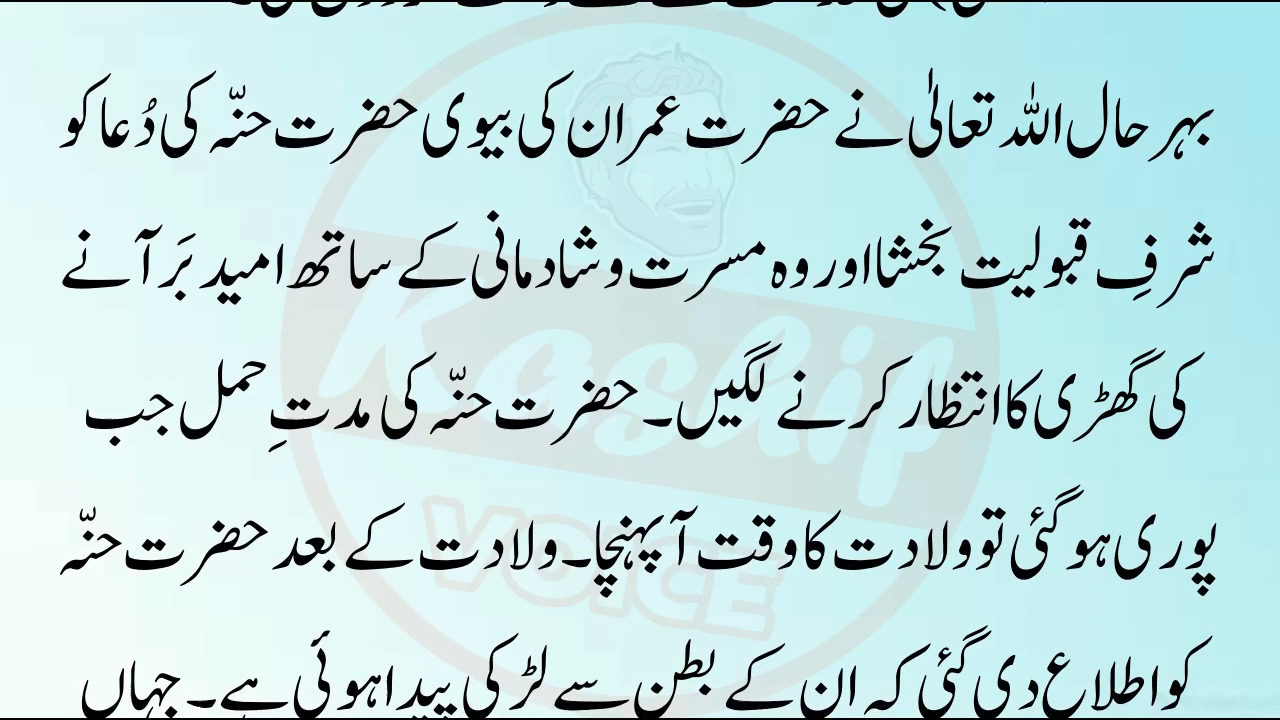 بہر حال اللہ تعالٰی نے حضرت عمران کی بیوی حضرت حنّہ کی دُعا کو
شرفِ قبولیت بخشا اور وہ مسرت و شادمانی کے ساتھ امید بَر آنے
کی گھڑی کا انتظار کرنے لگیں۔ حضرت حنّہ کی مدتِ حمل جب
پوری ہو گئی تو ولادت کا وقت آ پہنچا۔ ولادت کے بعد حضرت حنّہ
کو اطلاع دی گئی کہ ان کے بطن سے لڑکی پیدا ہوئی ہے۔ جہاں
Kashif
VOICE